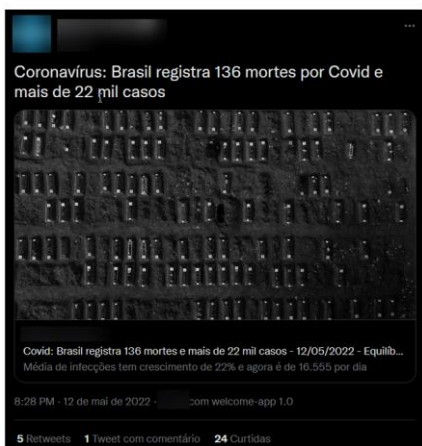 Coronavírus: Brasil registra 136 mortes por Covid e
mais de 22 mil casos
Covid: Brasil registra 136 mortes e mais de 22 mil casos - 12/05/2022 - Equilíb...
Média de infecções tem crescimento de 22% e agora é de 16.555 por dia
8:28 PM · 12 de mai de 2022 · com welcome-app 1.0
5 Retweets 1 Tweet com comentário 24 Curtidas